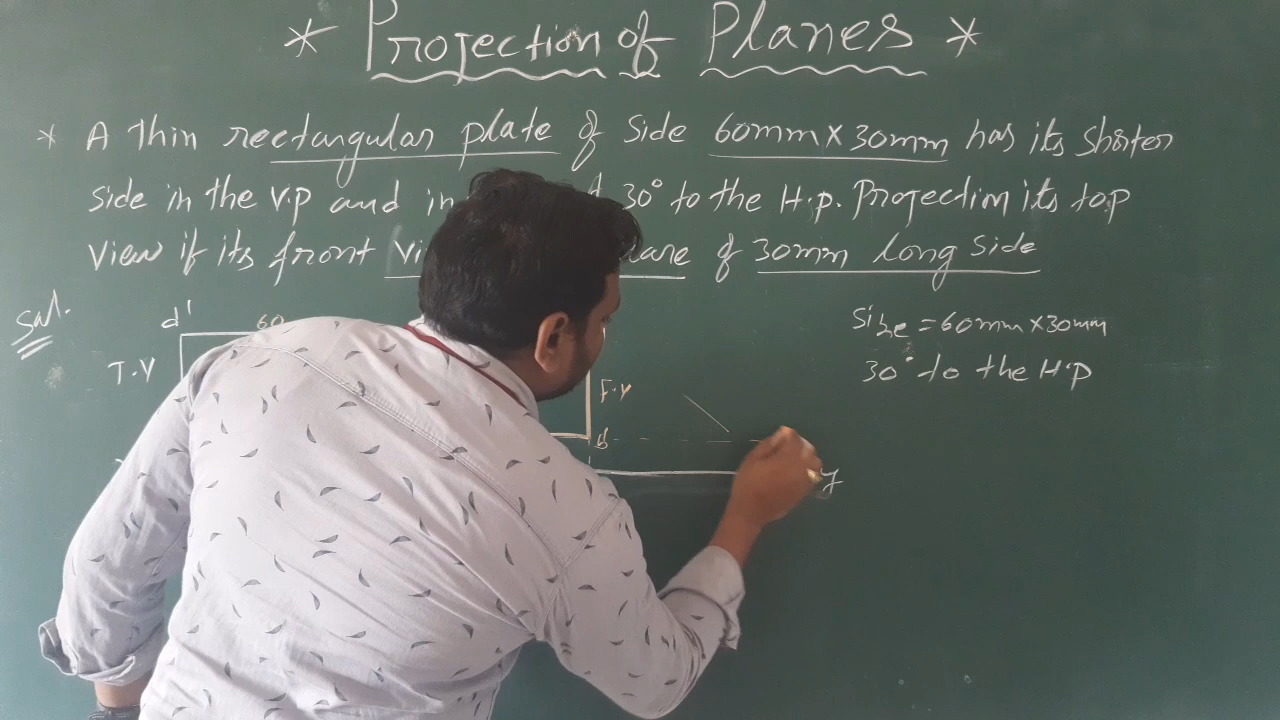 * Projection of Planes *
* A thin rectangular plate of Side 60mm x 30mm has its shorter
side in the V.P and in 30° to the H.P. Projection its top
View if its front Vi of 30mm long side
Sol.
d' 60
T.V
F.V
Size = 60mm x 30mm
30° to the H.P
y